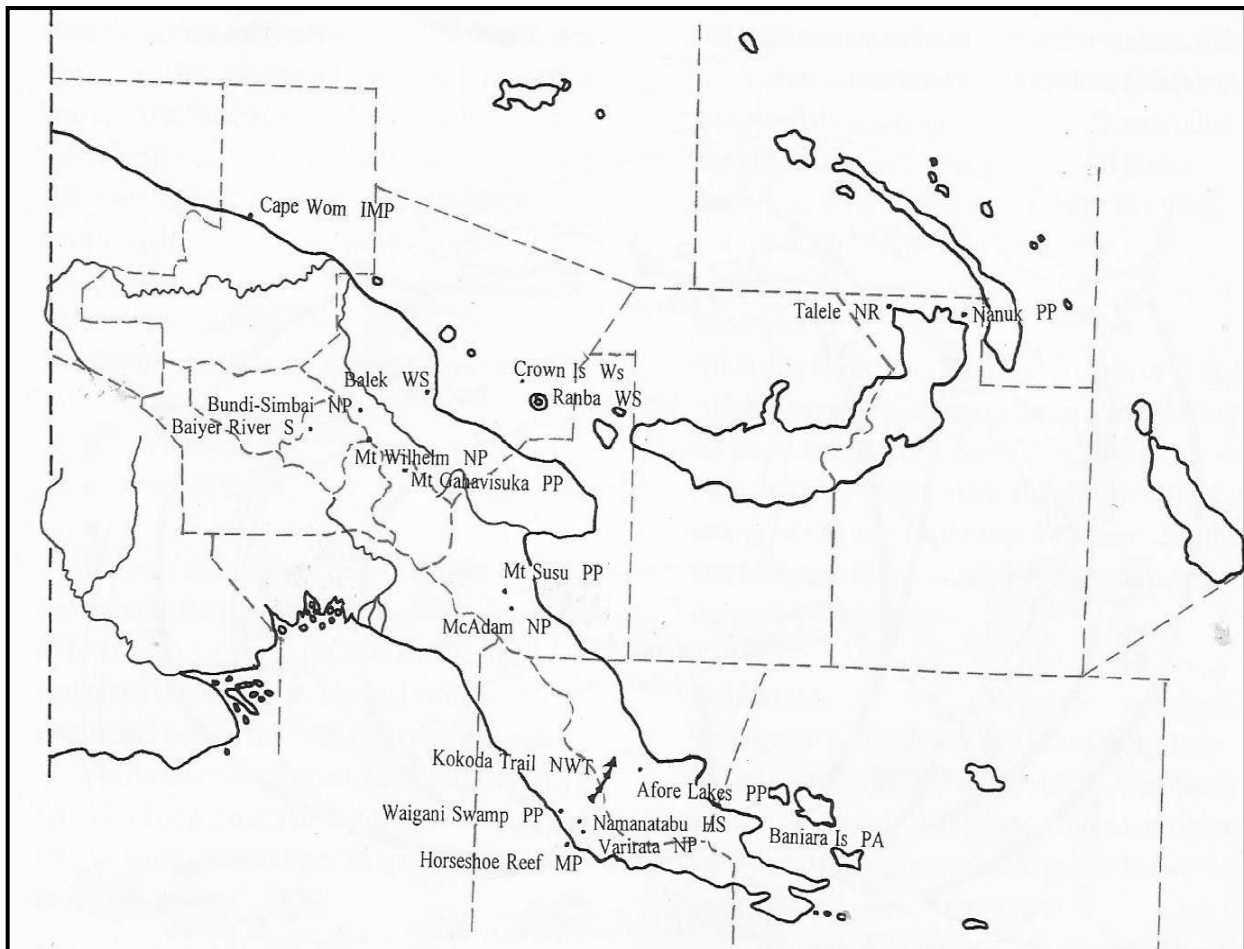 Cape Wom IMP
Talele NR
Nanuk PP
Crown Is Ws
Balek WS
Ranba WS
Bundi-Simbai NP
Baiyer River S
Mt Wilhelm NP
Mt Gahavisuka PP
Mt Susu PP
McAdam NP
Kokoda Trail NWT
Afore Lakes PP
Waigani Swamp PP
Namanatabu HS
Baniara Is PA
Varirata NP
Horseshoe Reef MP